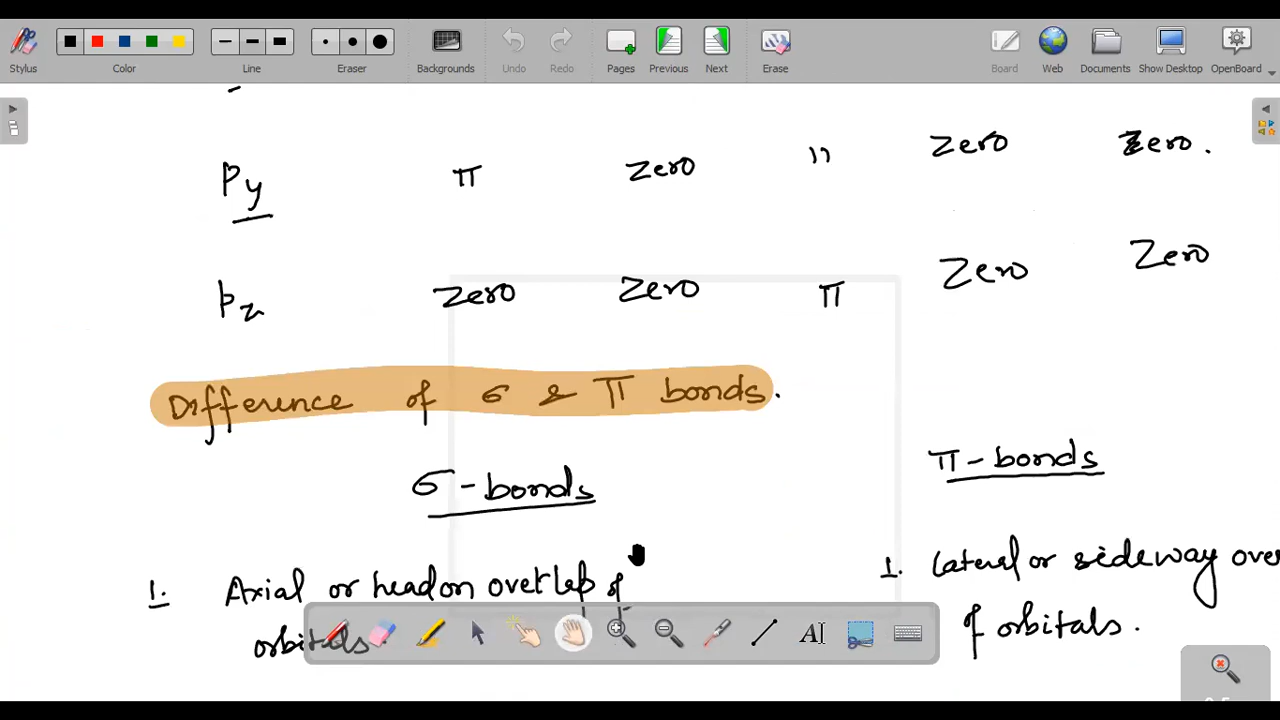 Stylus Color Line Eraser Backgrounds Undo Redo Pages Previous Next Erase Board Web Documents Show Desktop OpenBoard
Py π zero " zero zero.
Pz zero zero π zero zero
Difference of σ & π bonds.
σ-bonds π-bonds
1. Axial or headon overlap of orbitals
1. Lateral or sideway over
of orbitals.